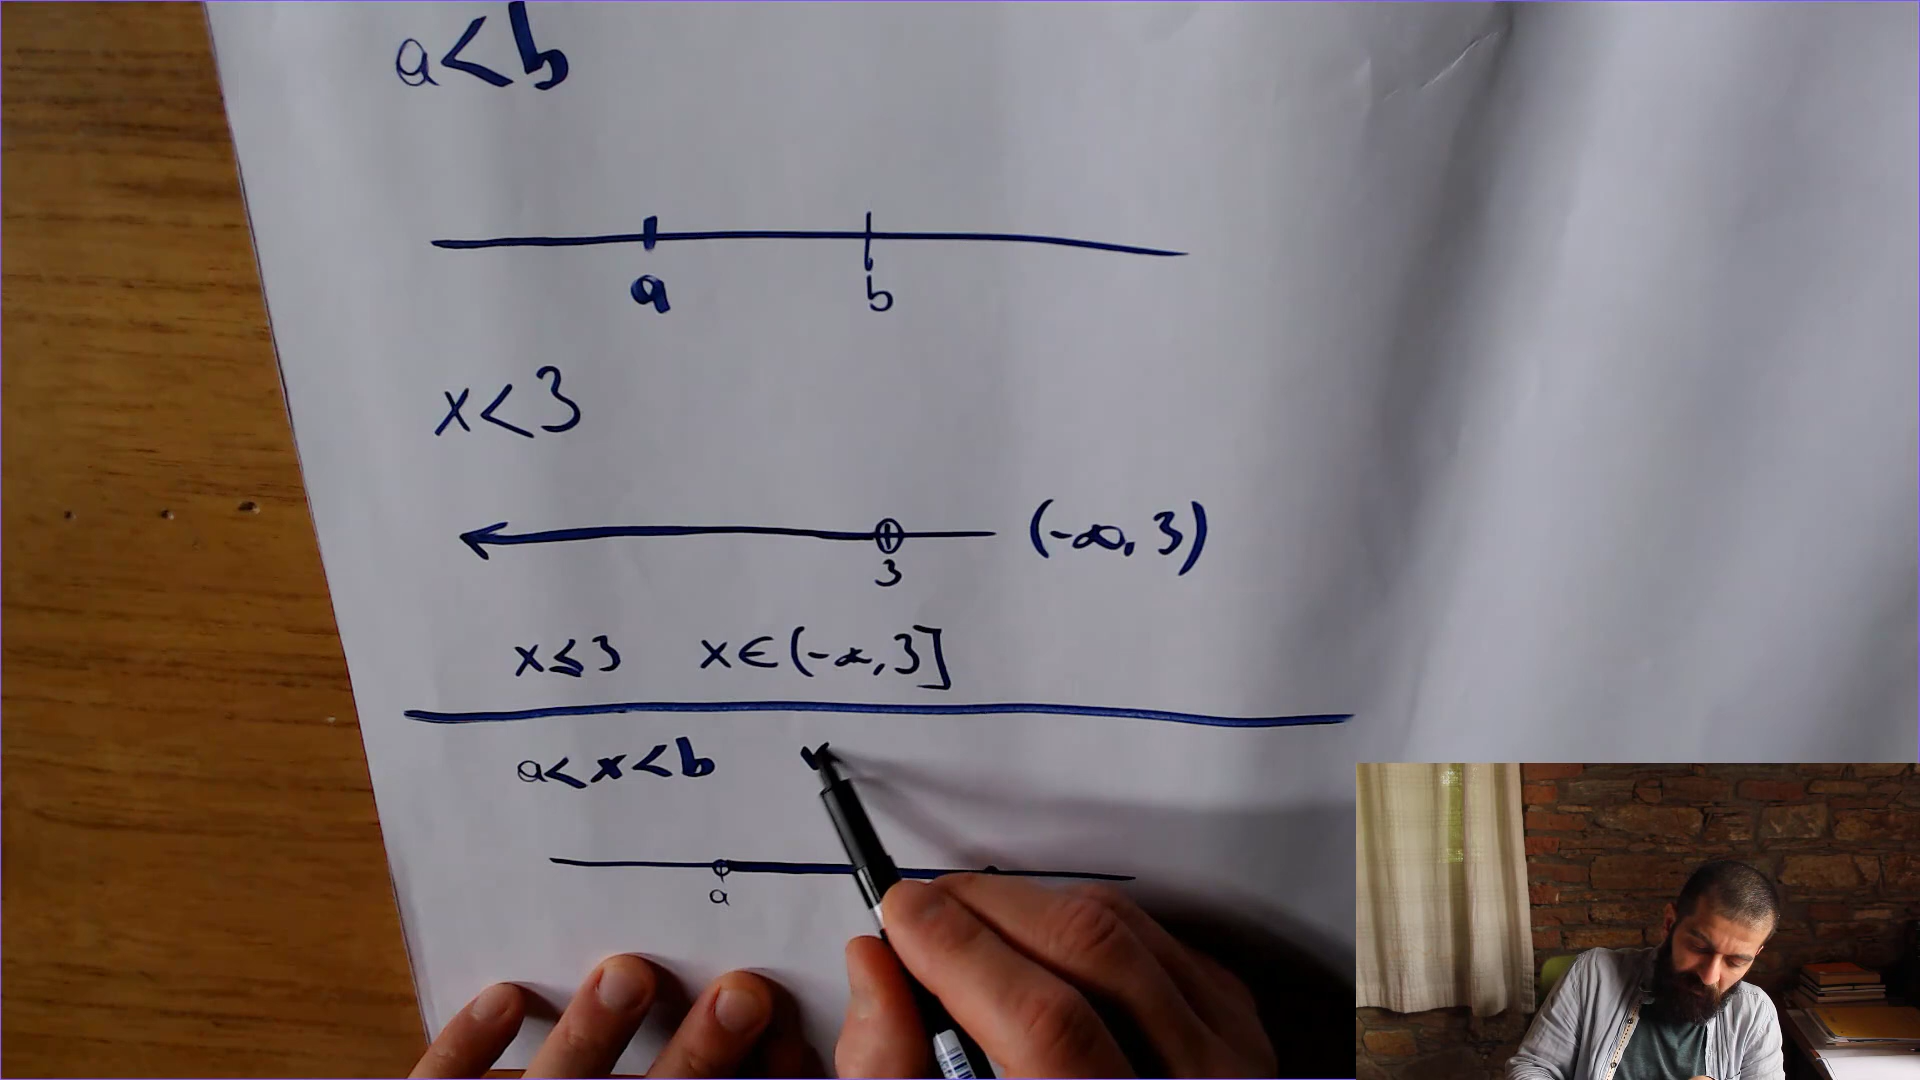 a<b
a b
x<3
3 (-∞, 3)
x≤3 x∈(-∞, 3]
a<x<b
a